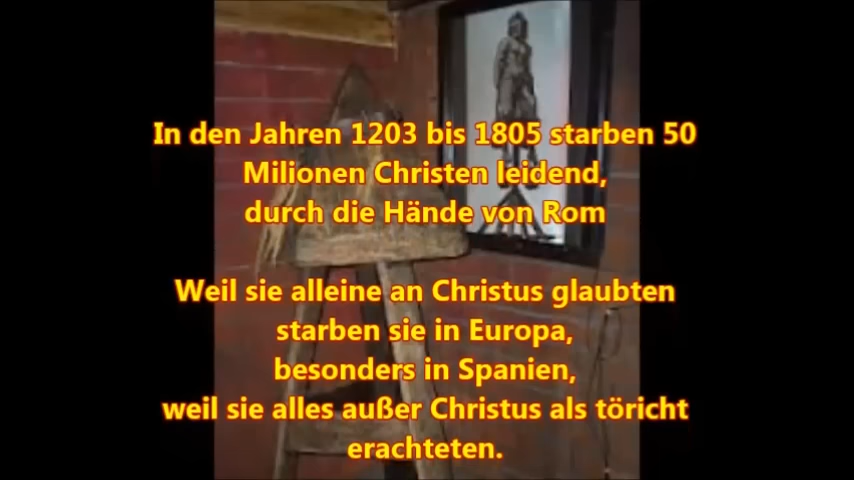 In den Jahren 1203 bis 1805 starben 50
Milionen Christen leidend,
durch die Hände von Rom
Weil sie alleine an Christus glaubten
starben sie in Europa,
besonders in Spanien,
weil sie alles außer Christus als töricht
erachteten.